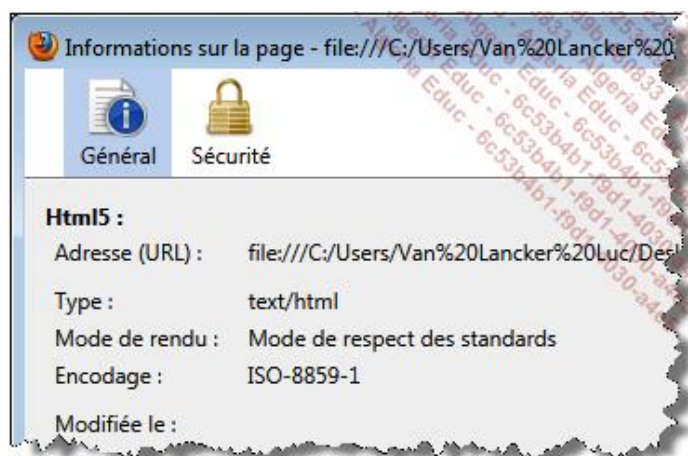 Informations sur la page - file:///C:/Users/Van%20Lancker%20
Général Sécurité
Html5 :
Adresse (URL) : file:///C:/Users/Van%20Lancker%20Luc/Des
Type : text/html
Mode de rendu : Mode de respect des standards
Encodage : ISO-8859-1
Modifiée le :